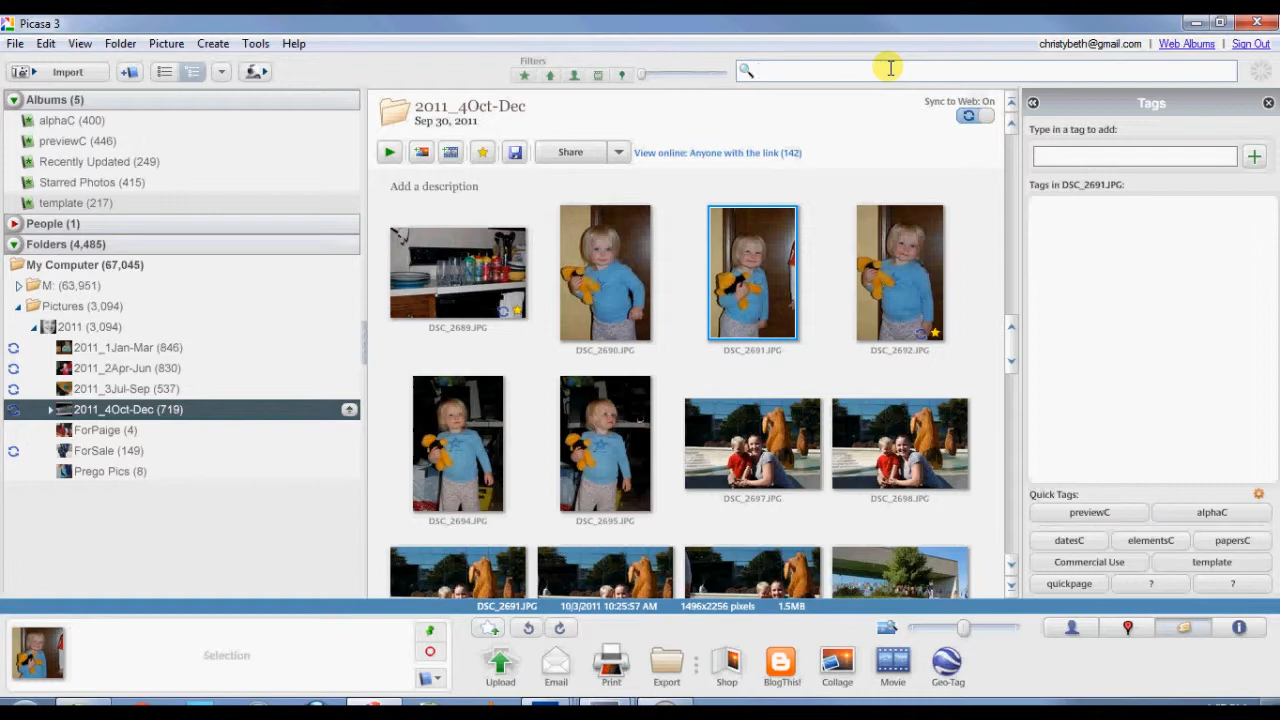 Picasa 3
File Edit View Folder Picture Create Tools Help
christybeth@gmail.com | Web Albums | Sign Out
Import
Filters
Albums (5)
alphaC (400)
previewC (446)
Recently Updated (249)
Starred Photos (415)
template (217)
People (1)
Folders (4,485)
My Computer (67,045)
M: (63,951)
Pictures (3,094)
2011 (3,094)
2011_1Jan-Mar (846)
2011_2Apr-Jun (830)
2011_3Jul-Sep (537)
2011_4Oct-Dec (719)
ForPaige (4)
ForSale (149)
Prego Pics (8)
2011_4Oct-Dec
Sep 30, 2011
Sync to Web: On
Share
View online: Anyone with the link (142)
Add a description
DSC_2689.JPG
DSC_2690.JPG
DSC_2691.JPG
DSC_2692.JPG
DSC_2694.JPG
DSC_2695.JPG
DSC_2697.JPG
DSC_2698.JPG
Tags
Type in a tag to add:
Tags in DSC_2691.JPG:
Quick Tags:
previewC alphaC
datesC elementsC papersC
Commercial Use template
quickpage ? ?
DSC_2691.JPG 10/3/2011 10:25:57 AM 1496x2256 pixels 1.5MB
Selection
Upload Email Print Export Shop BlogThis! Collage Movie Geo-Tag